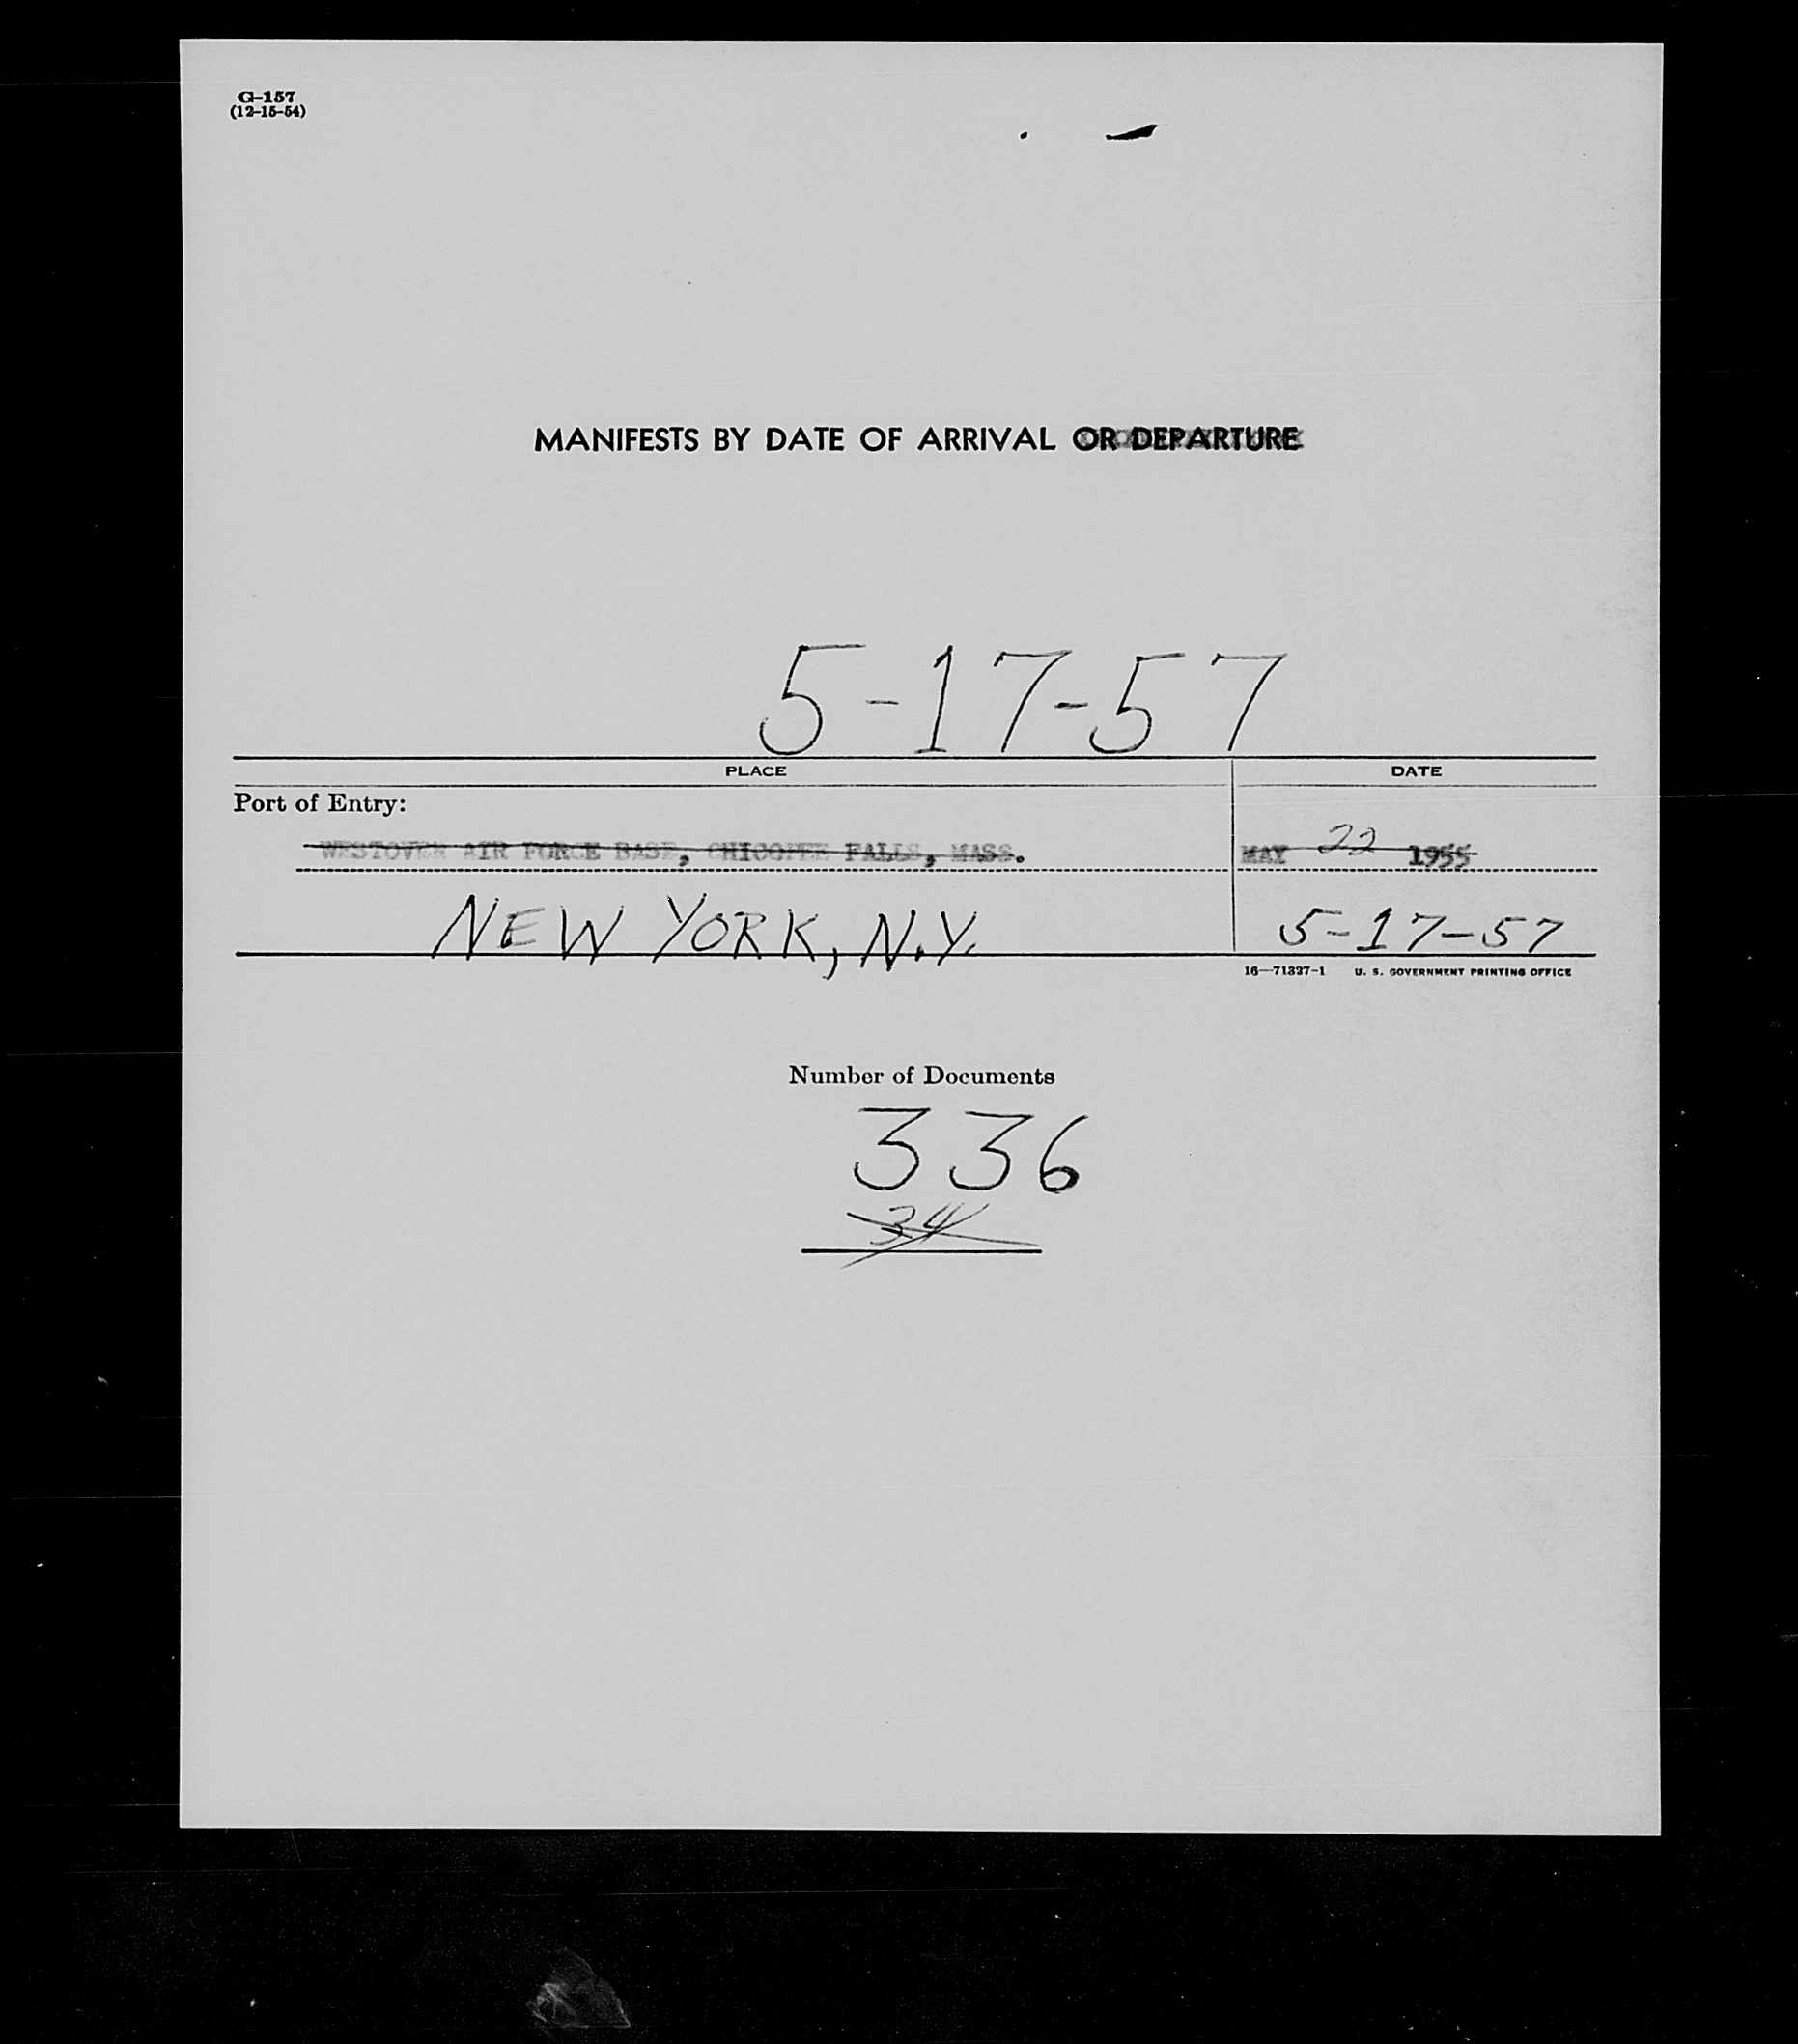 G-157
(12-15-54)
MANIFESTS BY DATE OF ARRIVAL OR DEPARTURE
5-17-57
PLACE DATE
Port of Entry:
WESTOVER AIR FORCE BASE, CHICOPEE FALLS, MASS. MAY 22 1955
NEW YORK, N.Y. 5-17-57
16—71327-1 U. S. GOVERNMENT PRINTING OFFICE
Number of Documents
336
34